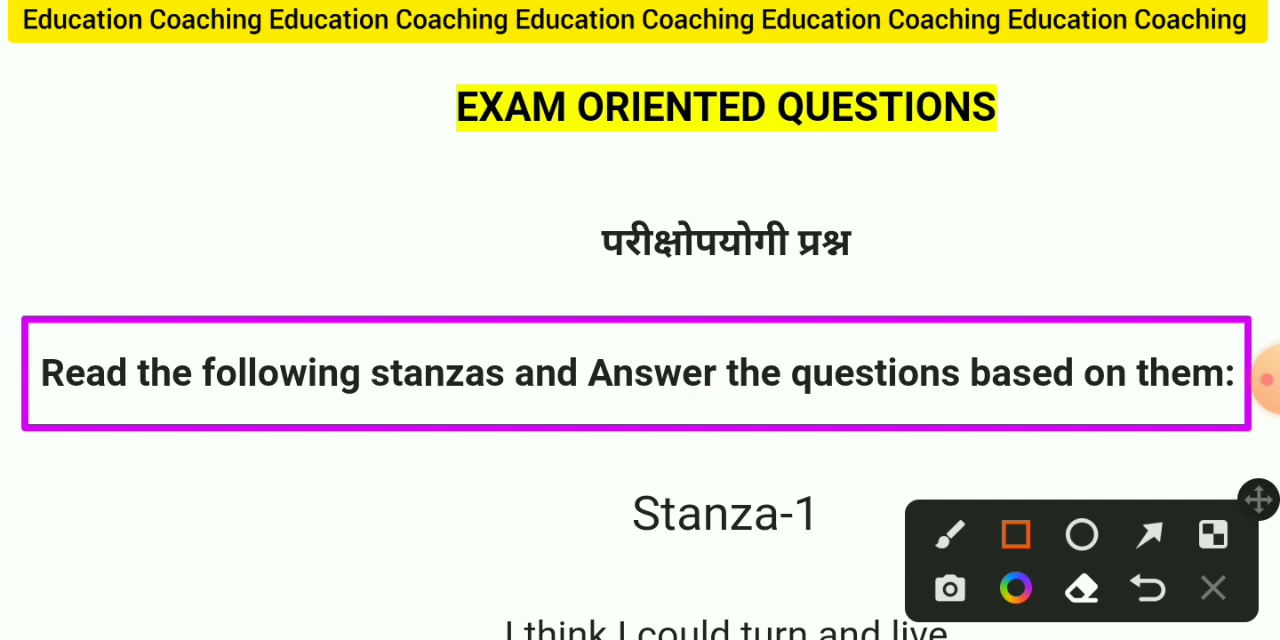 Education Coaching Education Coaching Education Coaching Education Coaching Education Coaching
EXAM ORIENTED QUESTIONS
परीक्षोपयोगी प्रश्न
Read the following stanzas and Answer the questions based on them:
Stanza-1
I think I could turn and live